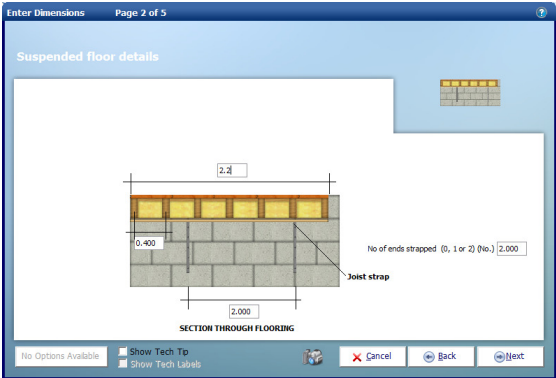 Enter Dimensions Page 2 of 5 ?
Suspended floor details
2.2
0.400
No of ends strapped (0, 1 or 2) (No.) 2.000
Joist strap
2.000
SECTION THROUGH FLOORING
No Options Available
Show Tech Tip
Show Tech Labels
Cancel
Back
Next